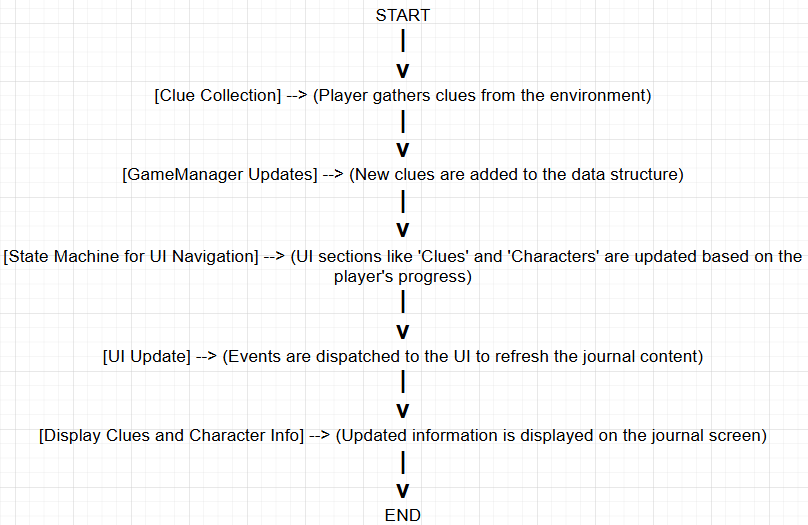 START
|
v
[Clue Collection] --> (Player gathers clues from the environment)
|
v
[GameManager Updates] --> (New clues are added to the data structure)
|
v
[State Machine for UI Navigation] --> (UI sections like 'Clues' and 'Characters' are updated based on the
player's progress)
|
v
[UI Update] --> (Events are dispatched to the UI to refresh the journal content)
|
v
[Display Clues and Character Info] --> (Updated information is displayed on the journal screen)
|
v
END